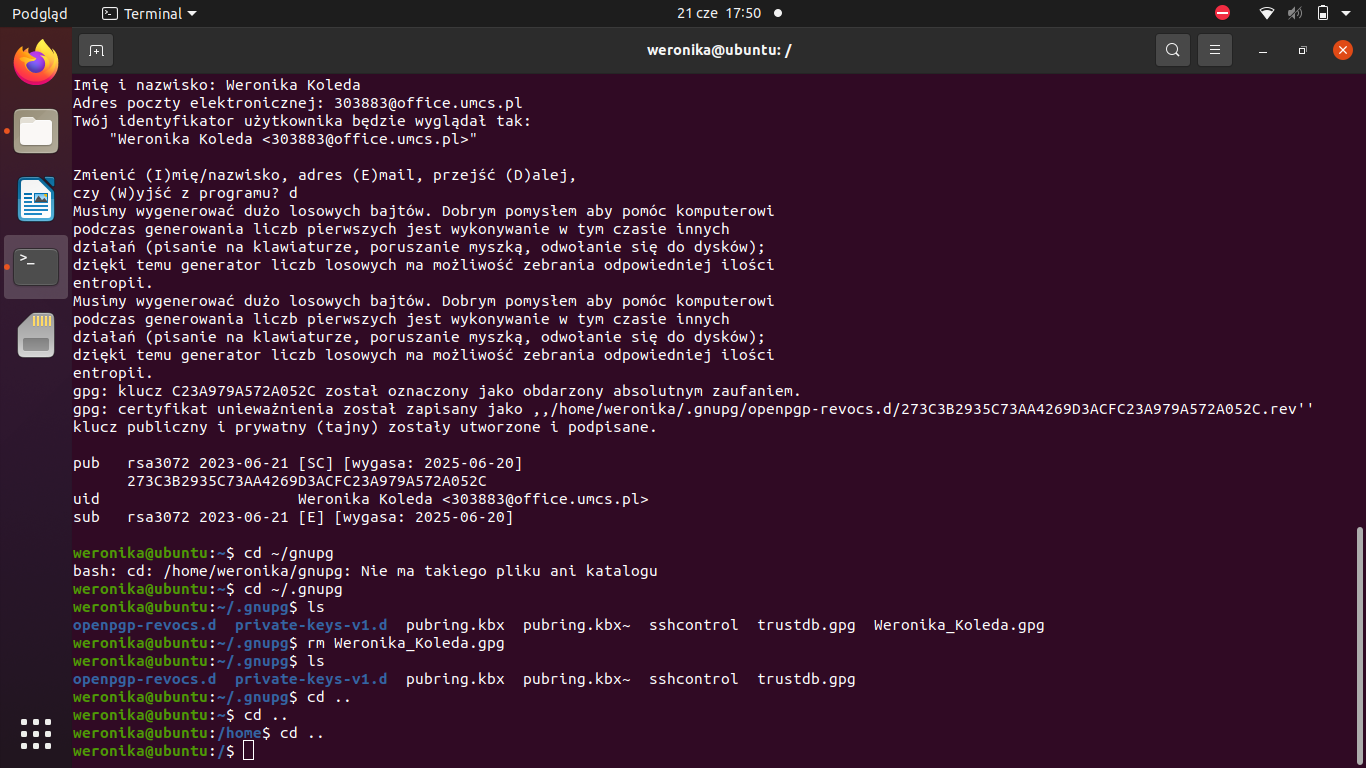 Podgląd
Terminal
21 cze 17:50
weronika@ubuntu: /
Imię i nazwisko: Weronika Koleda
Adres poczty elektronicznej: 303883@office.umcs.pl
Twój identyfikator użytkownika będzie wyglądał tak:
    "Weronika Koleda <303883@office.umcs.pl>"
Zmienić (I)mię/nazwisko, adres (E)mail, przejść (D)alej,
czy (W)yjść z programu? d
Musimy wygenerować dużo losowych bajtów. Dobrym pomysłem aby pomóc komputerowi
podczas generowania liczb pierwszych jest wykonywanie w tym czasie innych
działań (pisanie na klawiaturze, poruszanie myszką, odwołanie się do dysków);
dzięki temu generator liczb losowych ma możliwość zebrania odpowiedniej ilości
entropii.
Musimy wygenerować dużo losowych bajtów. Dobrym pomysłem aby pomóc komputerowi
podczas generowania liczb pierwszych jest wykonywanie w tym czasie innych
działań (pisanie na klawiaturze, poruszanie myszką, odwołanie się do dysków);
dzięki temu generator liczb losowych ma możliwość zebrania odpowiedniej ilości
entropii.
gpg: klucz C23A979A572A052C został oznaczony jako obdarzony absolutnym zaufaniem.
gpg: certyfikat unieważnienia został zapisany jako ,,/home/weronika/.gnupg/openpgp-revocs.d/273C3B2935C73AA4269D3ACFC23A979A572A052C.rev''
klucz publiczny i prywatny (tajny) zostały utworzone i podpisane.
pub   rsa3072 2023-06-21 [SC] [wygasa: 2025-06-20]
      273C3B2935C73AA4269D3ACFC23A979A572A052C
uid                      Weronika Koleda <303883@office.umcs.pl>
sub   rsa3072 2023-06-21 [E] [wygasa: 2025-06-20]
weronika@ubuntu:~$ cd ~/gnupg
bash: cd: /home/weronika/gnupg: Nie ma takiego pliku ani katalogu
weronika@ubuntu:~$ cd ~/.gnupg
weronika@ubuntu:~/.gnupg$ ls
openpgp-revocs.d  private-keys-v1.d  pubring.kbx  pubring.kbx~  sshcontrol  trustdb.gpg  Weronika_Koleda.gpg
weronika@ubuntu:~/.gnupg$ rm Weronika_Koleda.gpg
weronika@ubuntu:~/.gnupg$ ls
openpgp-revocs.d  private-keys-v1.d  pubring.kbx  pubring.kbx~  sshcontrol  trustdb.gpg
weronika@ubuntu:~/.gnupg$ cd ..
weronika@ubuntu:~$ cd ..
weronika@ubuntu:/home$ cd ..
weronika@ubuntu:/$